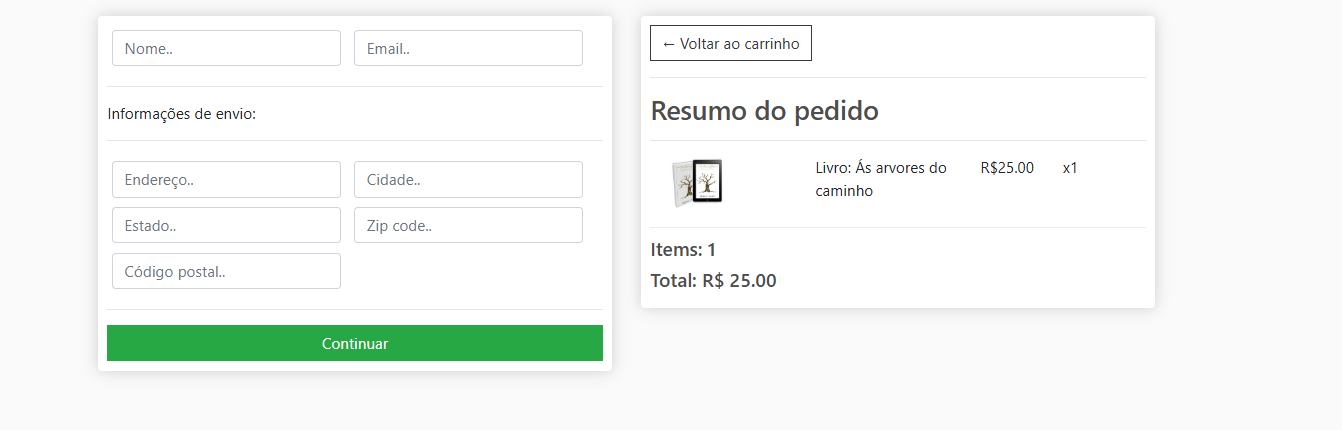 Nome..
Email..
Informações de envio:
Endereço..
Cidade..
Estado..
Zip code..
Código postal..
Continuar
← Voltar ao carrinho
Resumo do pedido
Livro: Ás arvores do
caminho
R$25.00
x1
Items: 1
Total: R$ 25.00